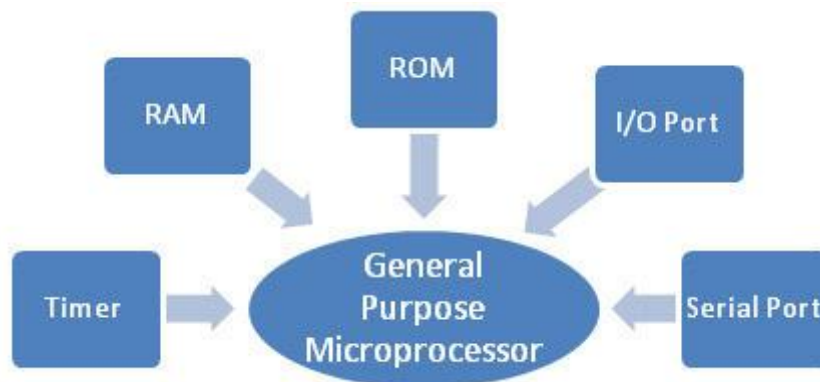 ROM
RAM
I/O Port
Timer
General
Purpose
Microprocessor
Serial Port